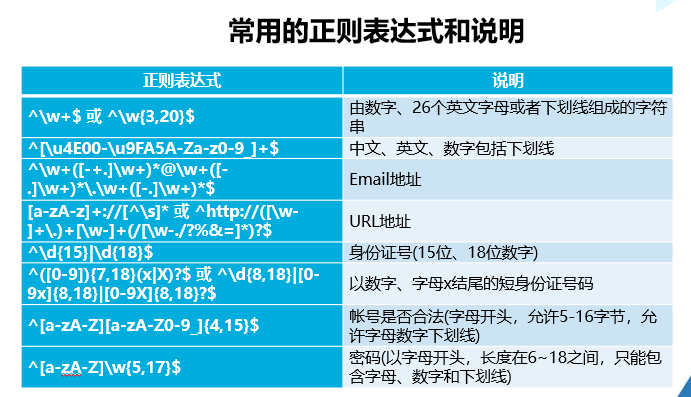 常用的正则表达式和说明
正则表达式
说明
^\w+$ 或 ^\w{3,20}$
由数字、26个英文字母或者下划线组成的字符
串
^[\u4E00-\u9FA5A-Za-z0-9_]+$
中文、英文、数字包括下划线
^\w+([-+.]\w+)*@\w+([-
.]\w+)*\.\w+([-.]\w+)*$
Email地址
[a-zA-z]+://[^\s]* 或 ^http://([\w-
]+\.)+[\w-]+(/[\w-./?%&=]*)?$
URL地址
^\d{15}|\d{18}$
身份证号(15位、18位数字)
^([0-9]){7,18}(x|X)?$ 或 ^\d{8,18}|[0-
9x]{8,18}|[0-9X]{8,18}?$
以数字、字母x结尾的短身份证号码
^[a-zA-Z][a-zA-Z0-9_]{4,15}$
帐号是否合法(字母开头，允许5-16字节，允
许字母数字下划线)
^[a-zA-Z]\w{5,17}$
密码(以字母开头，长度在6~18之间，只能包
含字母、数字和下划线)